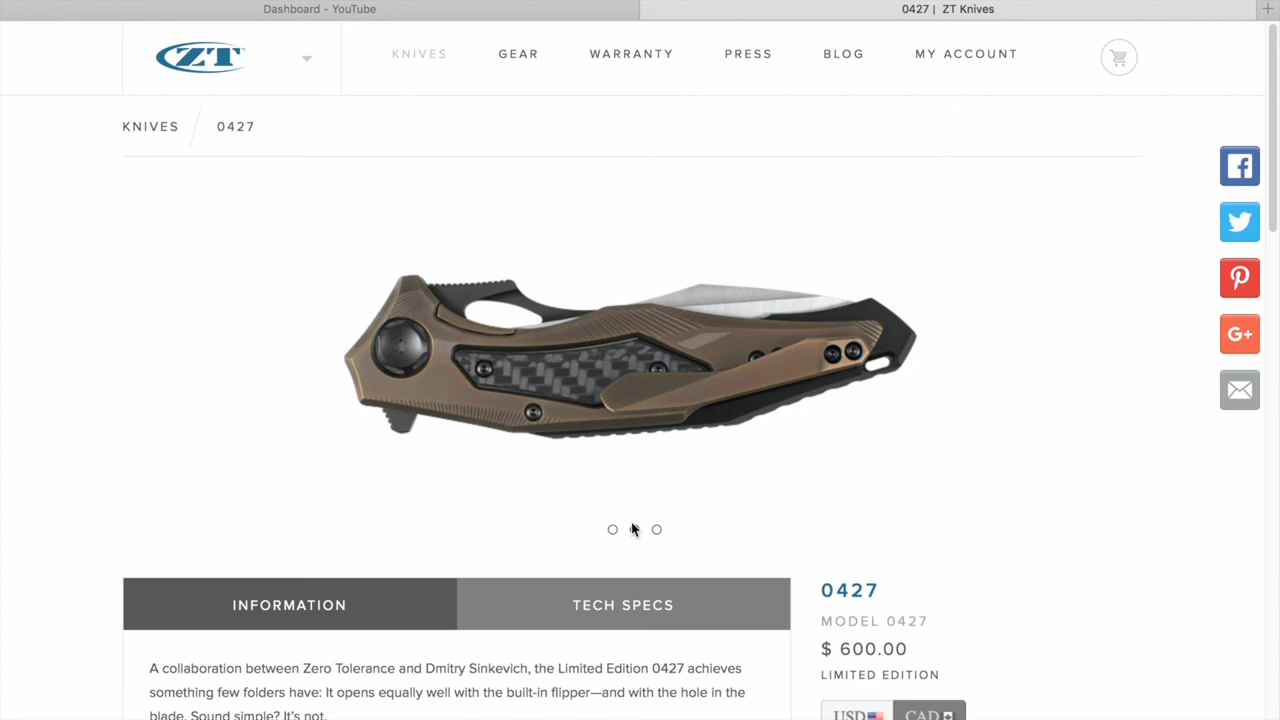 Dashboard - YouTube
0427 | ZT Knives
ZT
KNIVES
GEAR
WARRANTY
PRESS
BLOG
MY ACCOUNT
KNIVES
0427
G+
INFORMATION
TECH SPECS
A collaboration between Zero Tolerance and Dmitry Sinkevich, the Limited Edition 0427 achieves
something few folders have: It opens equally well with the built-in flipper—and with the hole in the
blade. Sound simple? It's not.
0427
MODEL 0427
$ 600.00
LIMITED EDITION
USD
CAD